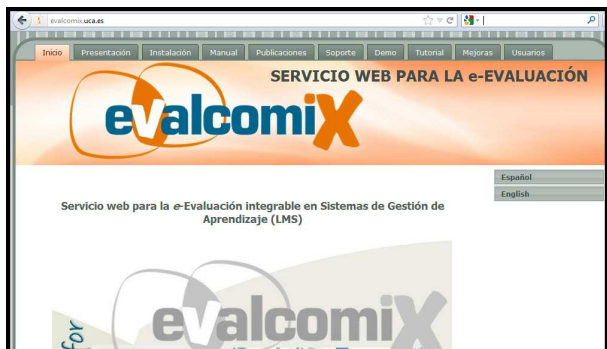 evalcomix.uca.es
Inicio Presentación Instalación Manual Publicaciones Soporte Demo Tutorial Mejoras Usuarios
SERVICIO WEB PARA LA e-EVALUACIÓN
evalcomiX
Español
English
Servicio web para la e-Evaluación integrable en Sistemas de Gestión de
Aprendizaje (LMS)
evalcomiX
for